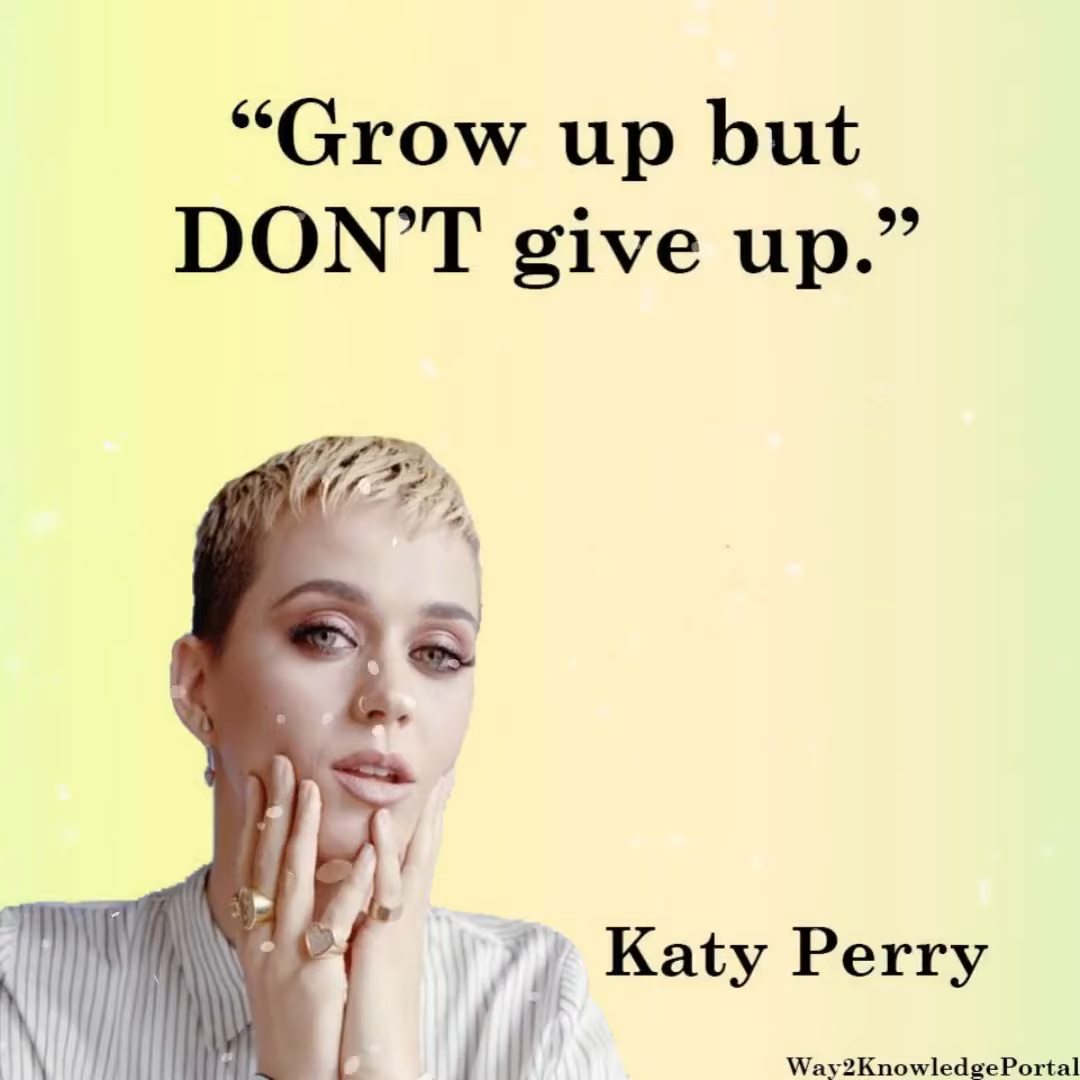 “Grow up but
DON’T give up.”
Katy Perry
Way2KnowledgePortal